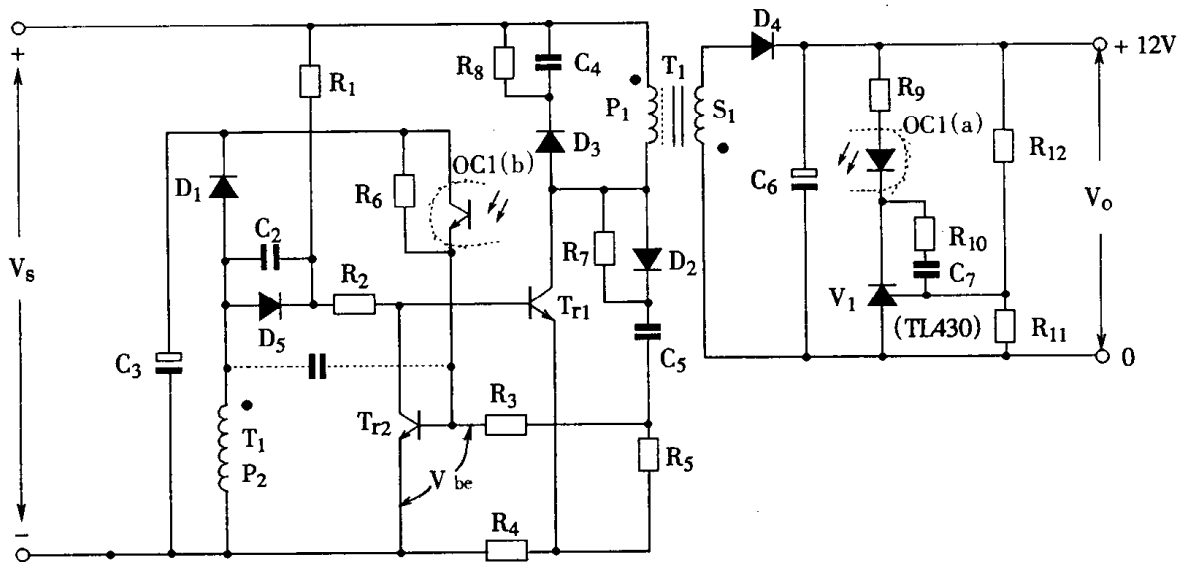 +
D4
+ 12V
R8
C4
T1
R1
P1
S1
R9
OC1(a)
D3
OC1(b)
R12
D1
R6
C6
Vs
C2
R7
D2
R10
Vo
C7
R2
V1
Tr1
(TL430)
R11
D5
C5
0
C3
R3
Tr2
T1
P2
R5
V be
R4
−